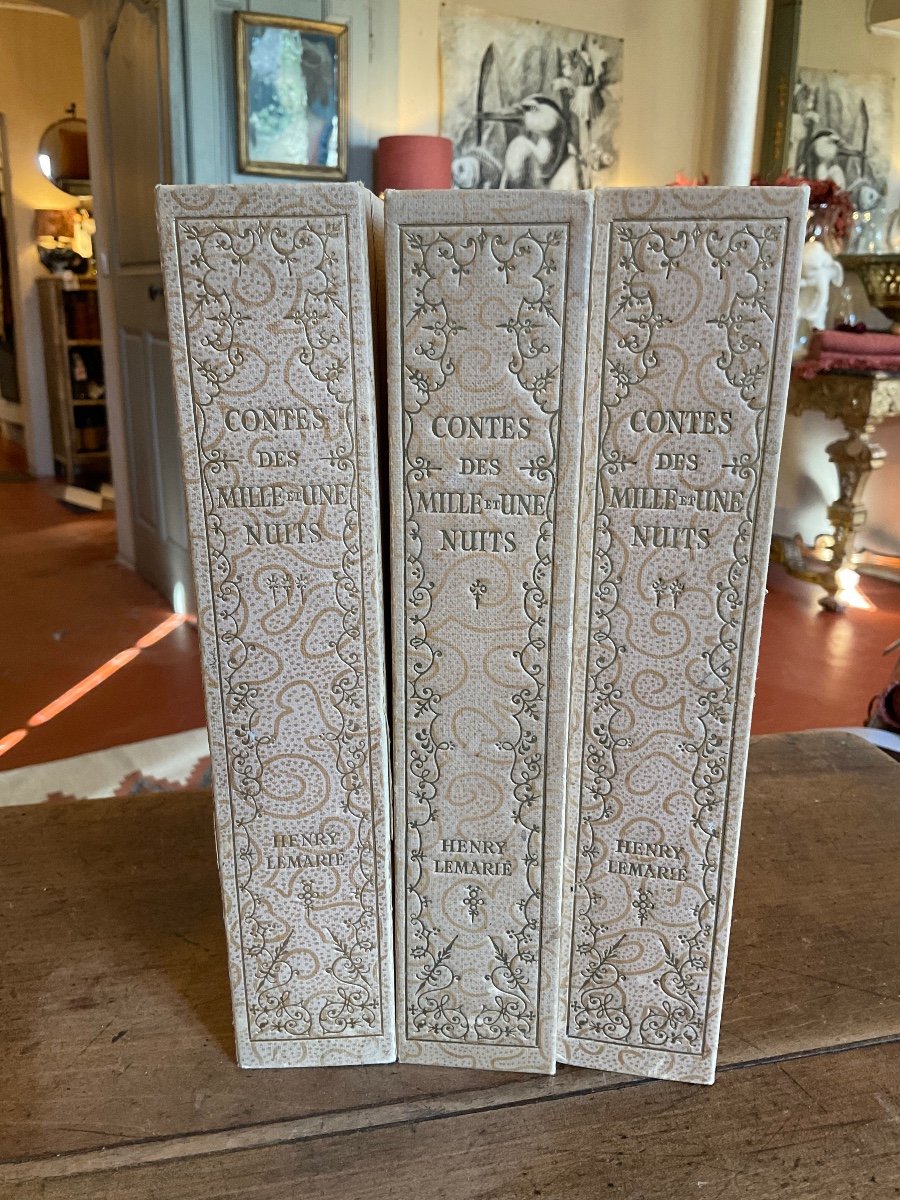 CONTES
DES
MILLE ET UNE
NUITS
HENRY
LEMARIÉ
CONTES
DES
MILLE ET UNE
NUITS
HENRY
LEMARIÉ
CONTES
DES
MILLE ET UNE
NUITS
HENRY
LEMARIÉ